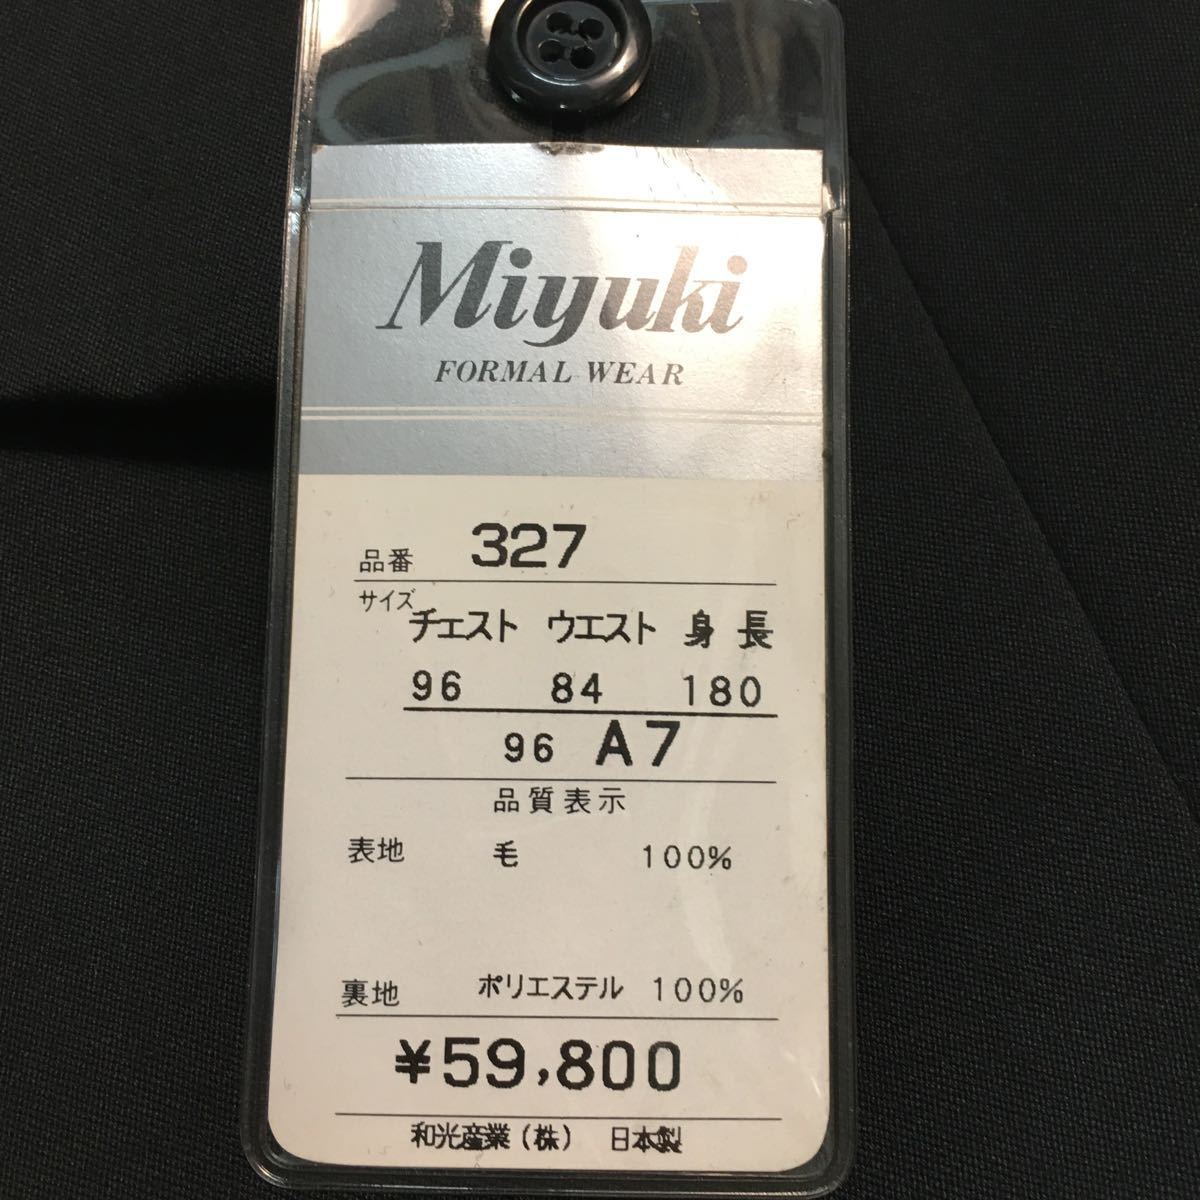 Miyuki
FORMAL WEAR
品番 327
サイズ
チェスト ウエスト 身長
96 84 180
96 A7
品質表示
表地 毛 100%
裏地 ポリエステル 100%
¥59,800
和光産業(株) 日本製